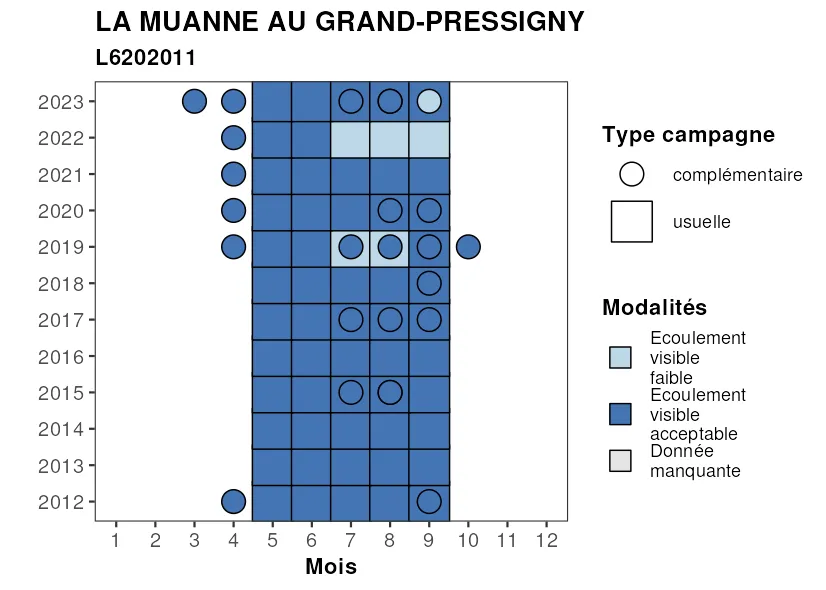 LA MUANNE AU GRAND-PRESSIGNY
L6202011
2023
2022
2021
2020
2019
2018
2017
2016
2015
2014
2013
2012
1 2 3 4 5 6 7 8 9 10 11 12
Mois
Type campagne
complémentaire
usuelle
Modalités
Ecoulement
visible
faible
Ecoulement
visible
acceptable
Donnée
manquante